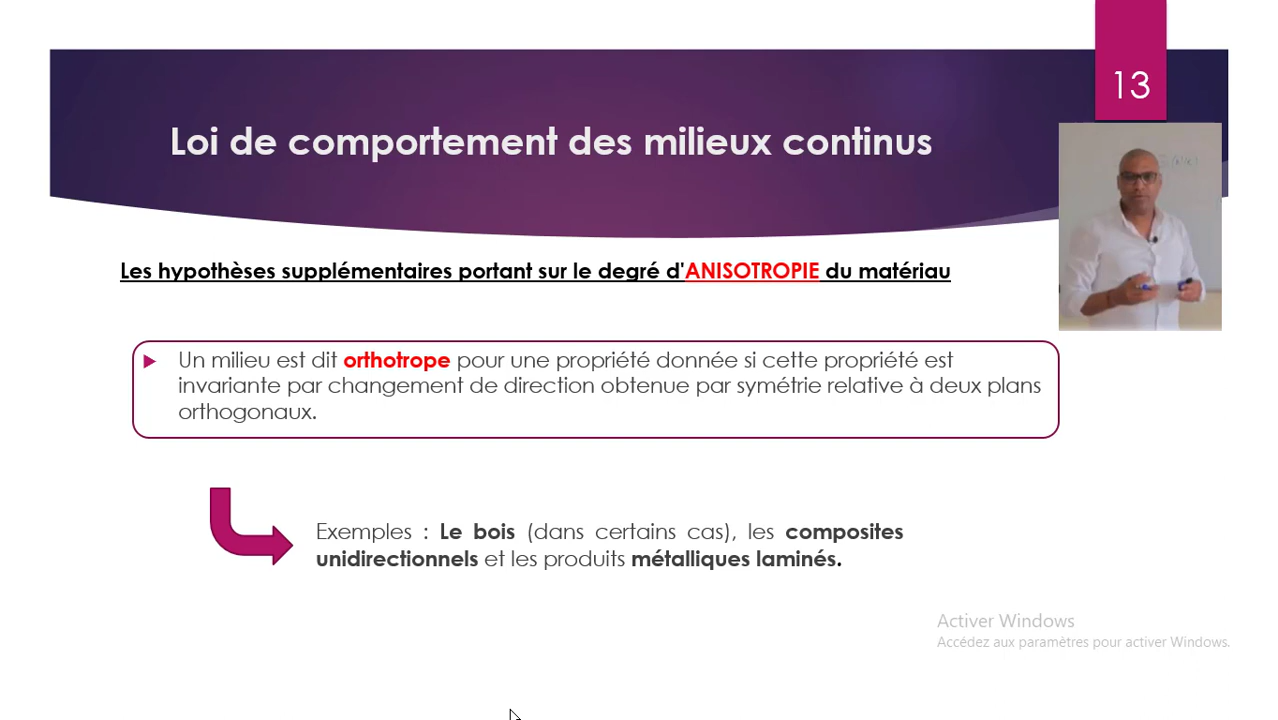 13
Loi de comportement des milieux continus
Les hypothèses supplémentaires portant sur le degré d'ANISOTROPIE du matériau
Un milieu est dit orthotrope pour une propriété donnée si cette propriété est
invariante par changement de direction obtenue par symétrie relative à deux plans
orthogonaux.
Exemples : Le bois (dans certains cas), les composites
unidirectionnels et les produits métalliques laminés.
Activer Windows
Accédez aux paramètres pour activer Windows.